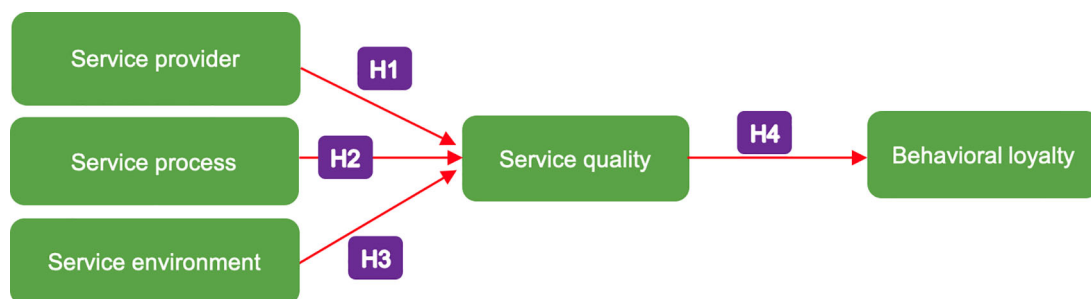 Service provider
H1
Service process
H2
Service environment
H3
Service quality
H4
Behavioral loyalty